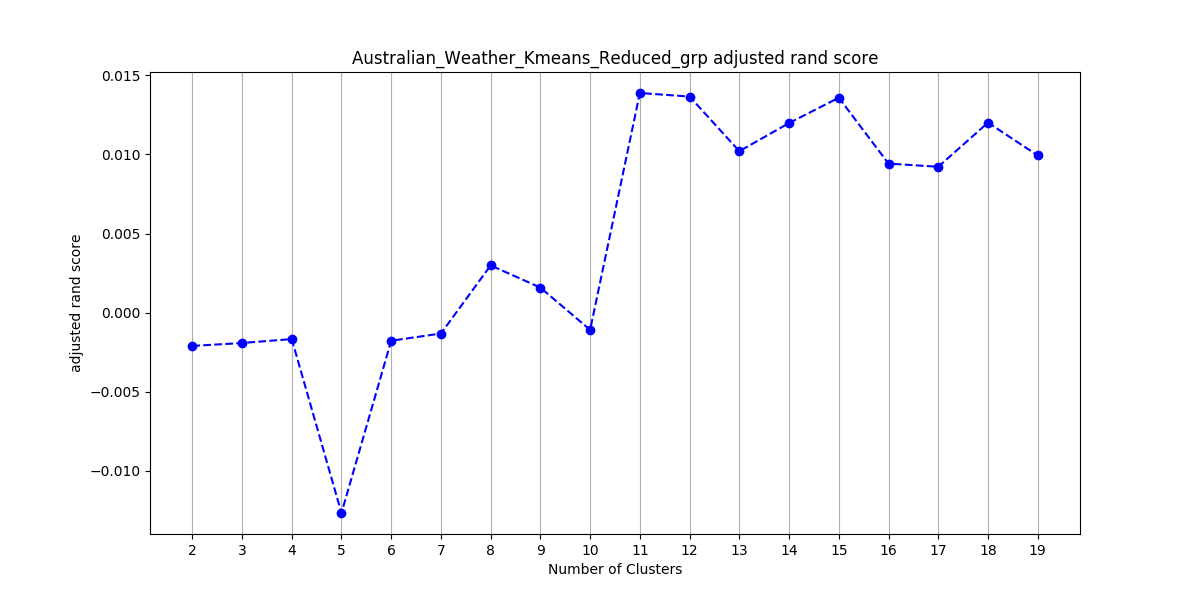 Australian_Weather_Kmeans_Reduced_grp adjusted rand score
0.015
0.010
0.005
0.000
−0.005
−0.010
adjusted rand score
2 3 4 5 6 7 8 9 10 11 12 13 14 15 16 17 18 19
Number of Clusters